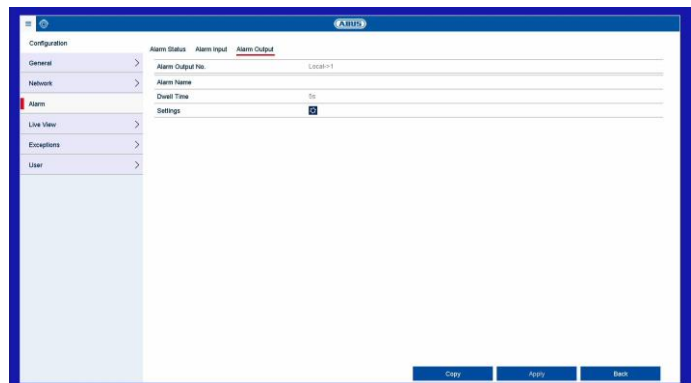 ABUS
Configuration
Alarm Status Alarm Input Alarm Output
General
Alarm Output No. Local->1
Network
Alarm Name
Alarm
Dwell Time 5s
Settings
Live View
Exceptions
User
Copy Apply Back